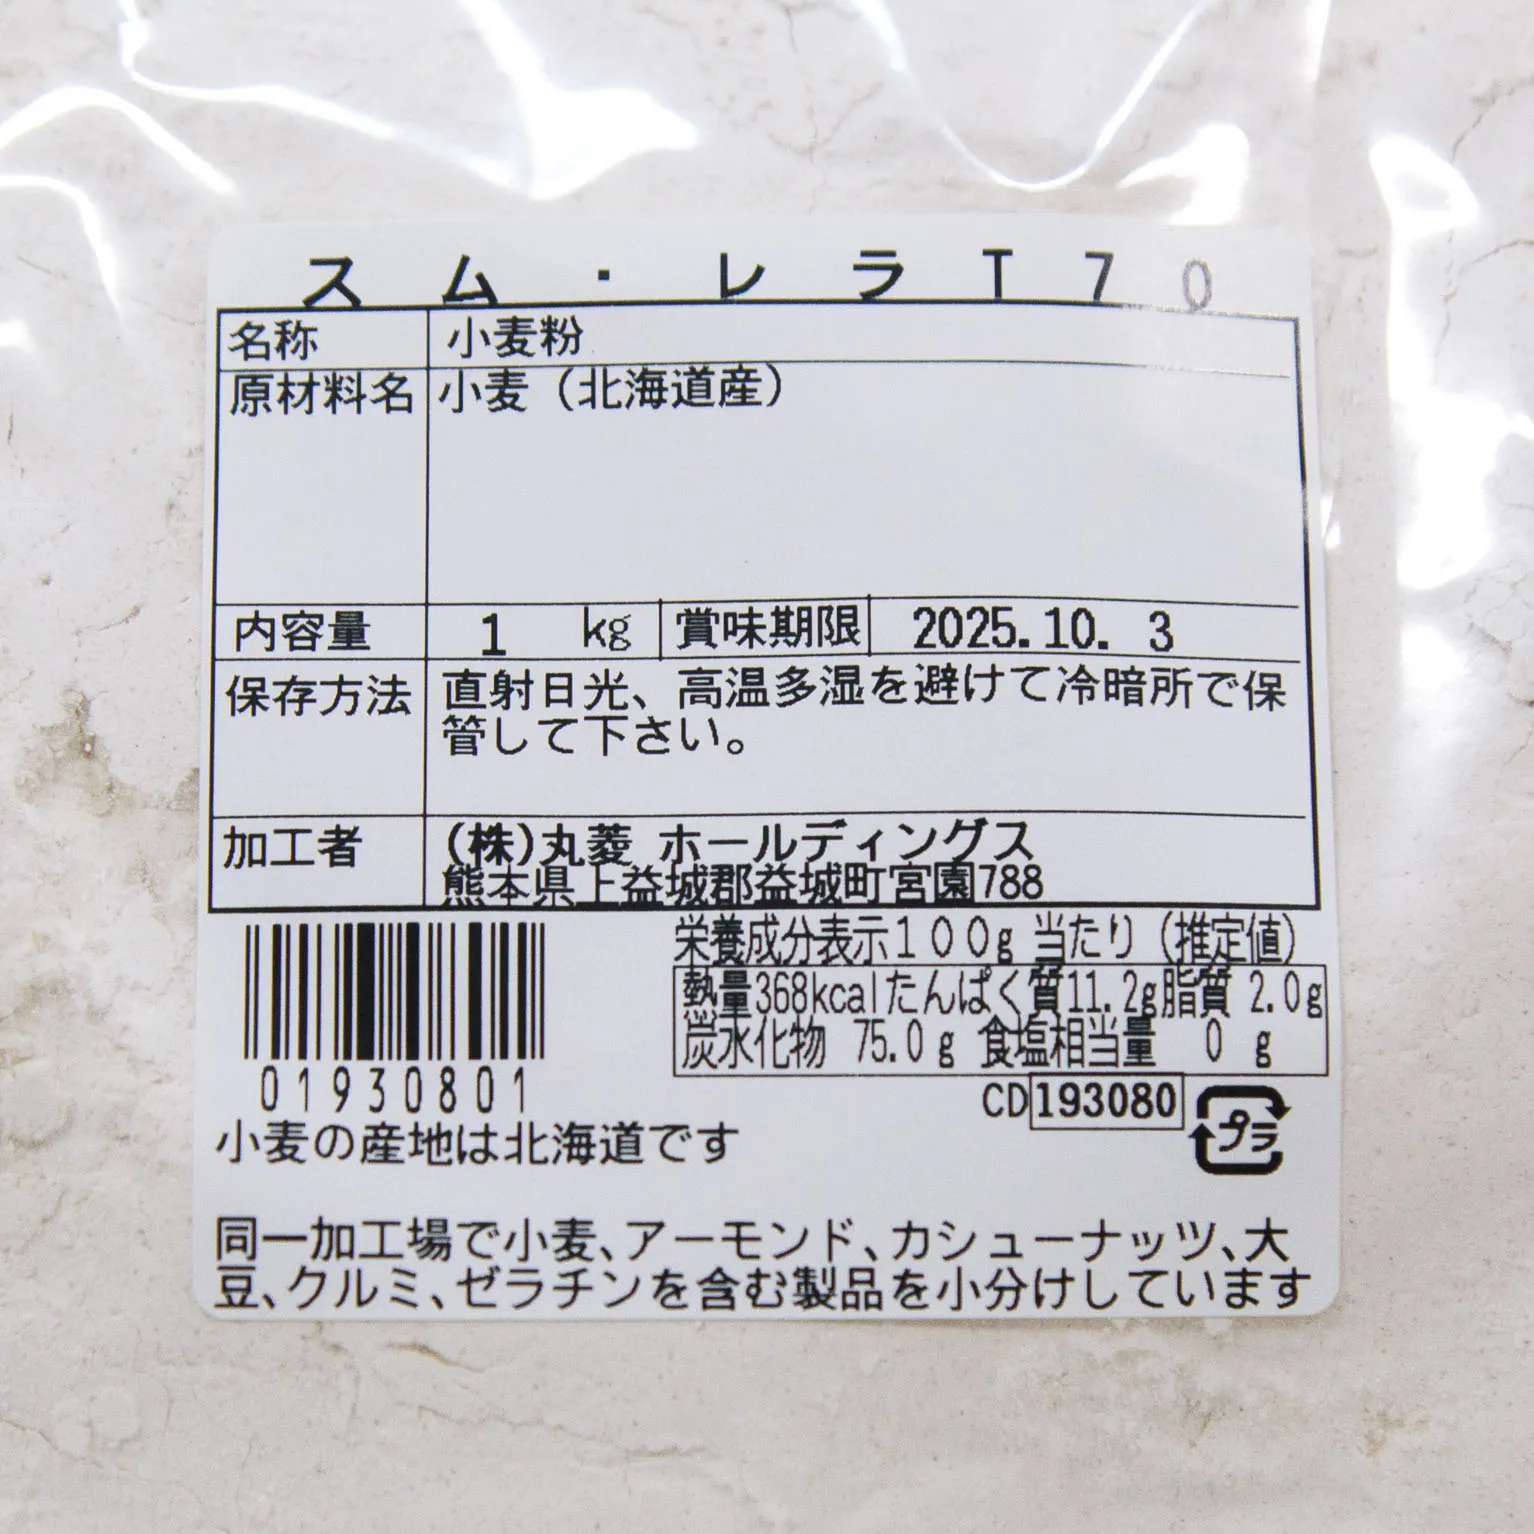 スム・レラT70
名称 小麦粉
原材料名 小麦（北海道産）
内容量 1 kg 賞味期限 2025.10. 3
保存方法 直射日光、高温多湿を避けて冷暗所で保
管して下さい。
加工者 (株)丸菱 ホールディングス
熊本県上益城郡益城町宮園788
栄養成分表示１００g 当たり（推定値）
熱量368kcalたんぱく質11.2g脂質 2.0g
炭水化物 75.0g 食塩相当量 0 g
01930801
CD193080
プラ
小麦の産地は北海道です
同一加工場で小麦、アーモンド、カシューナッツ、大
豆、クルミ、ゼラチンを含む製品を小分けしています